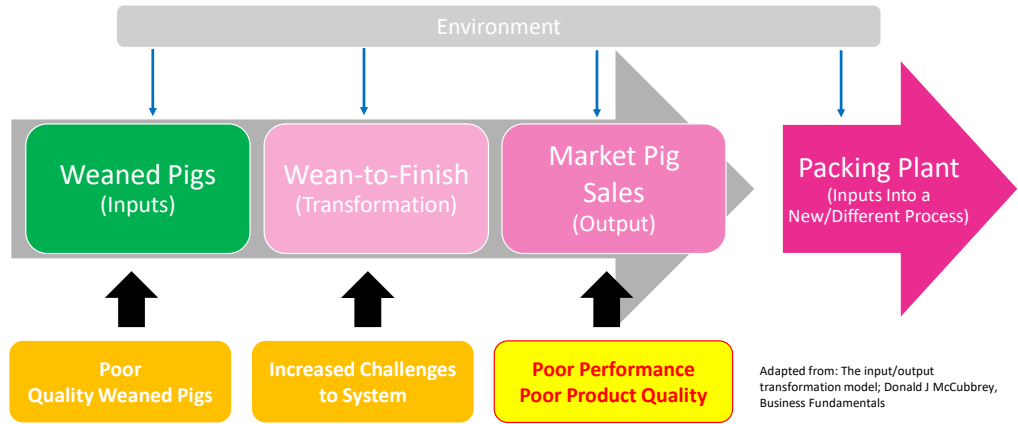 Environment
Weaned Pigs
(Inputs)
Wean-to-Finish
(Transformation)
Market Pig
Sales
(Output)
Packing Plant
(Inputs Into a
New/Different Process)
Poor
Quality Weaned Pigs
Increased Challenges
to System
Poor Performance
Poor Product Quality
Adapted from: The input/output
transformation model; Donald J McCubbrey,
Business Fundamentals